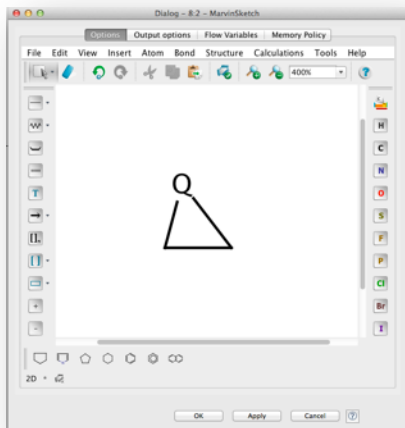 Dialog - 8:2 - MarvinSketch
Options Output options Flow Variables Memory Policy
File Edit View Insert Atom Bond Structure Calculations Tools Help
400%
H
C
N
O
S
F
P
Cl
Br
I
T
Q
2D
OK Apply Cancel ?